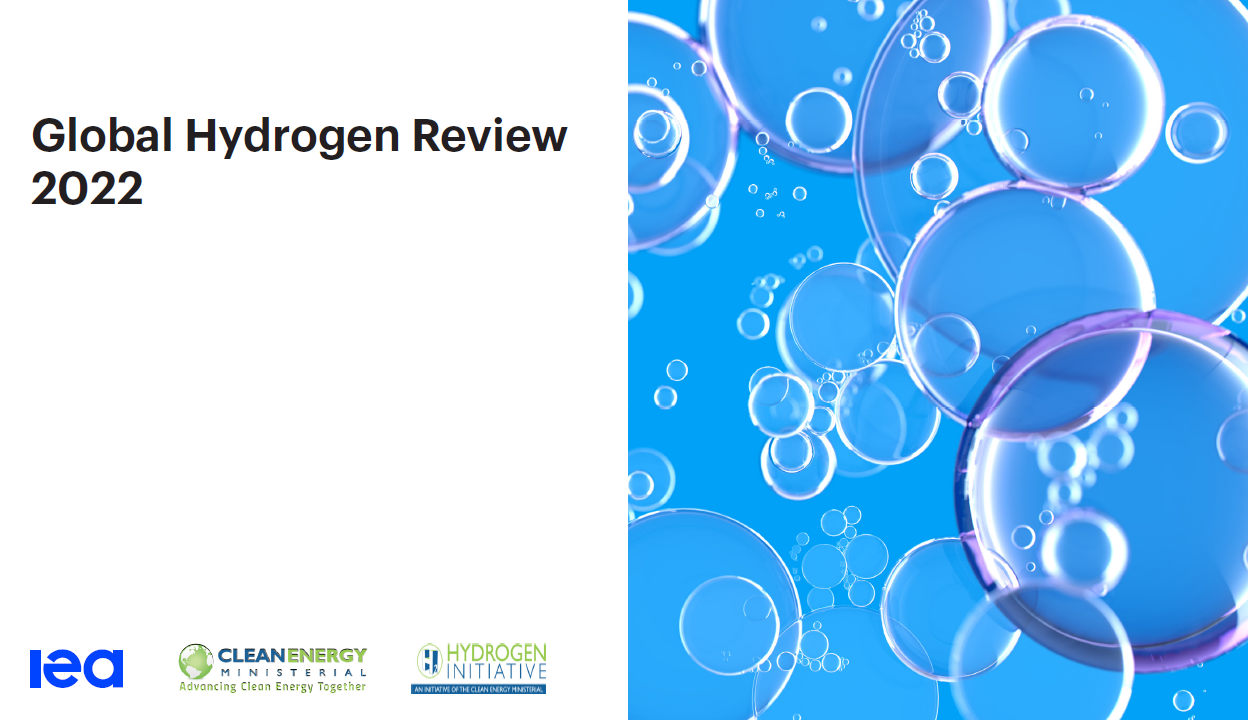 Global Hydrogen Review
2022
iea
CLEANENERGY
MINISTERIAL
Advancing Clean Energy Together
H
HYDROGEN
INITIATIVE
AN INITIATIVE OF THE CLEAN ENERGY MINISTERIAL